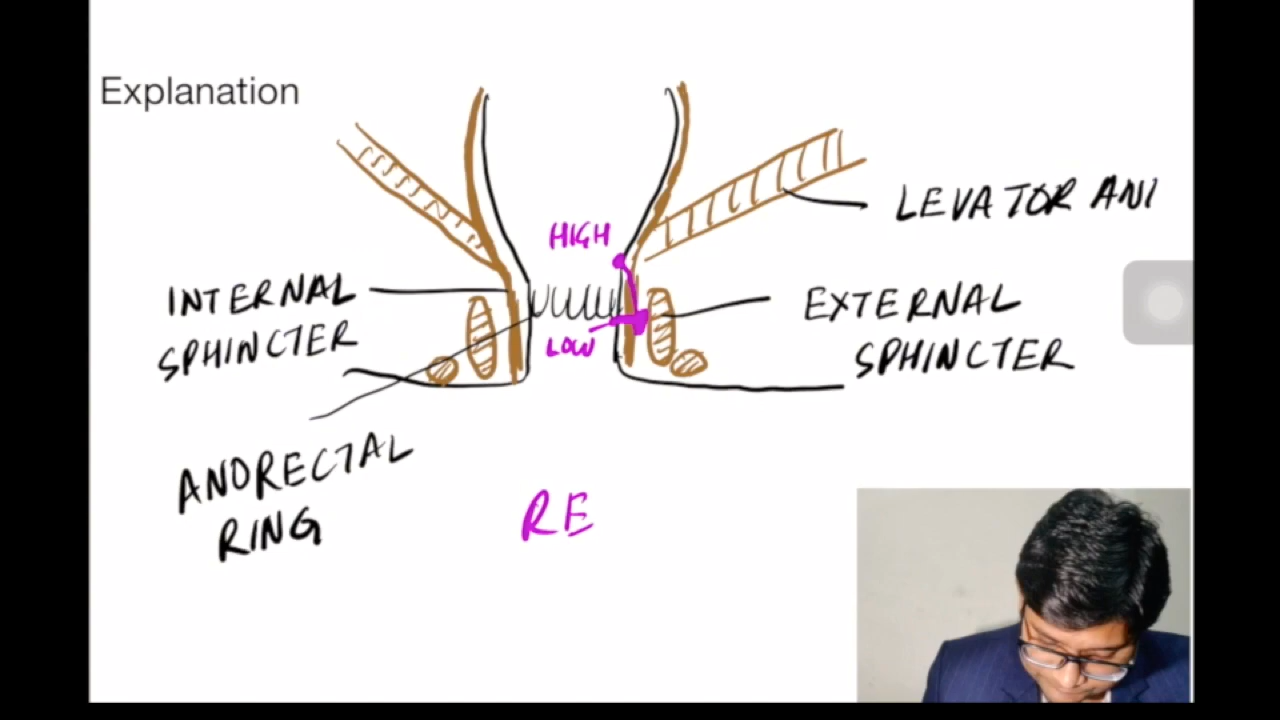 Explanation
HIGH
LEVATOR ANI
INTERNAL
SPHINCTER
LOW
EXTERNAL
SPHINCTER
ANORECTAL
RING
RE